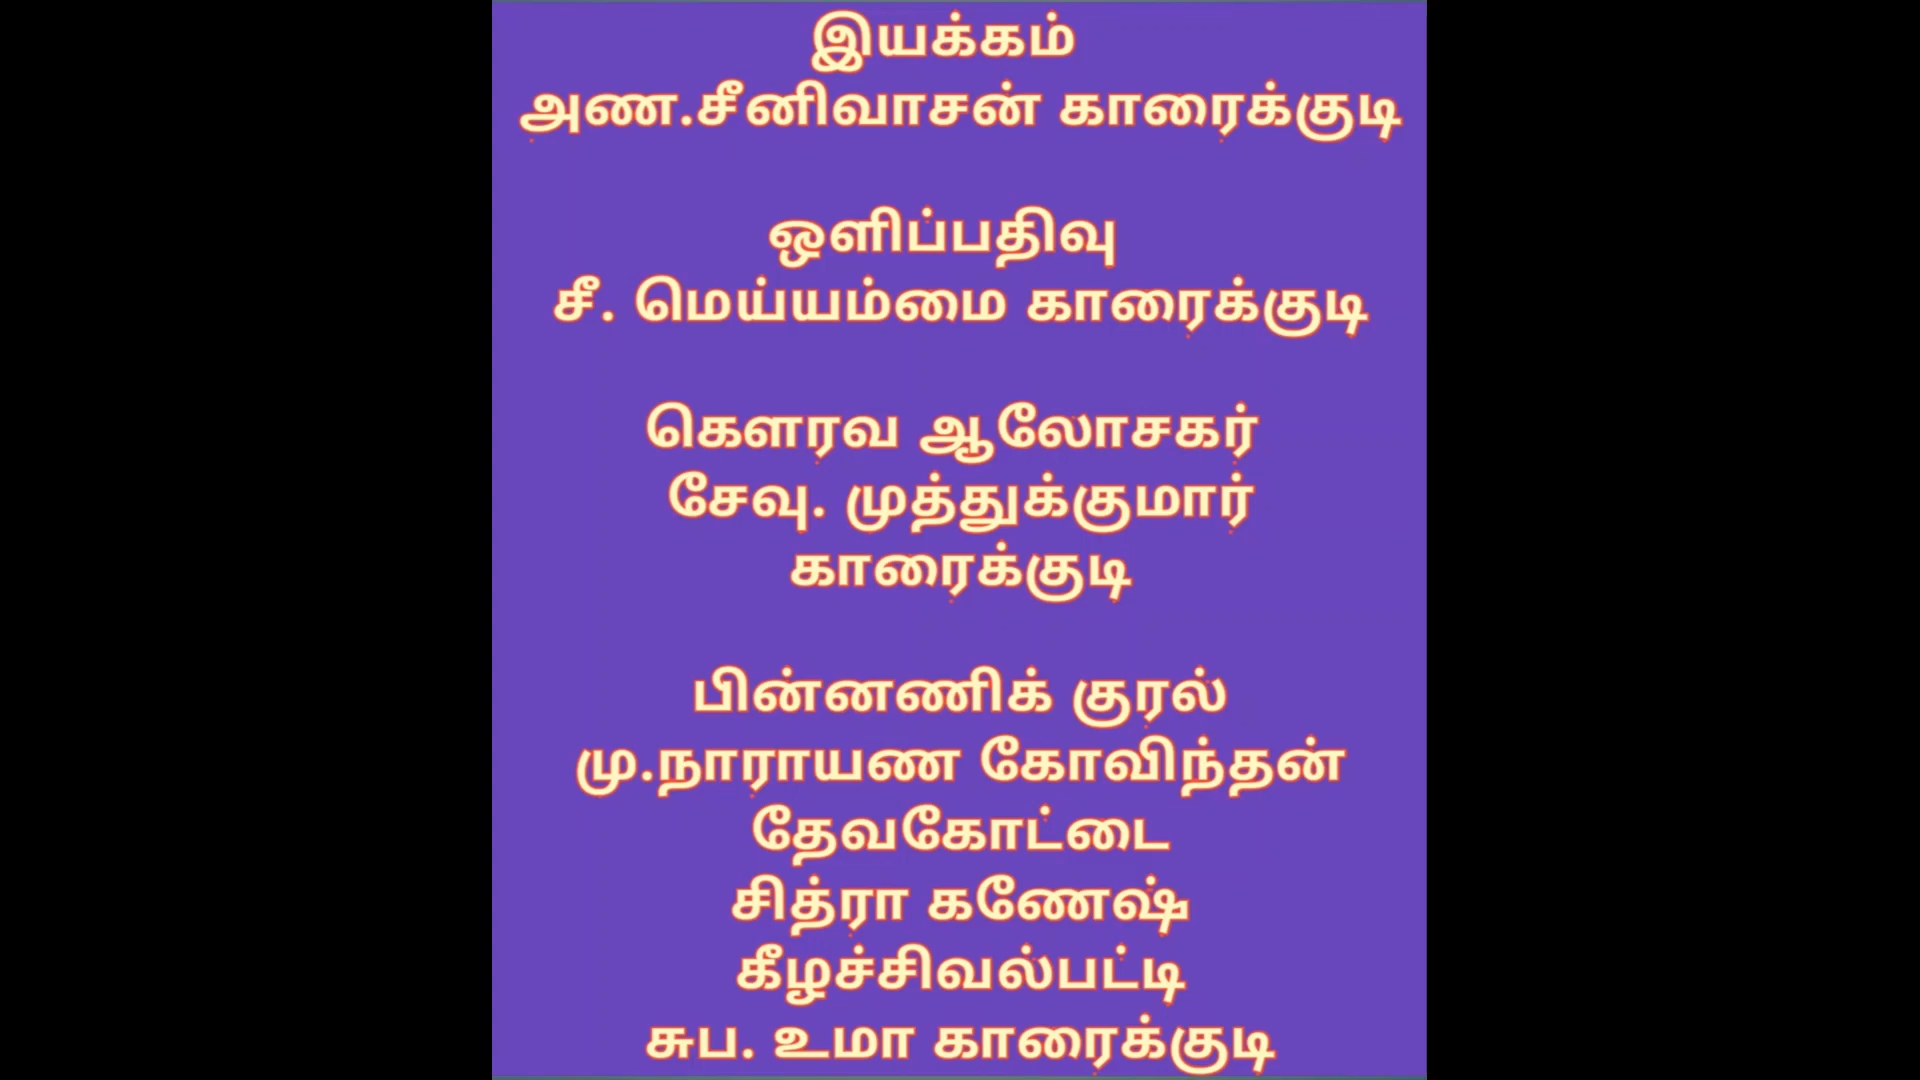 இயக்கம்
அண.சீனிவாசன் காரைக்குடி
ஒளிப்பதிவு
சீ. மெய்யம்மை காரைக்குடி
கௌரவ ஆலோசகர்
சேவு. முத்துக்குமார்
காரைக்குடி
பின்னணிக் குரல்
மு.நாராயண கோவிந்தன்
தேவகோட்டை
சித்ரா கணேஷ்
கீழச்சிவல்பட்டி
சுப. உமா காரைக்குடி